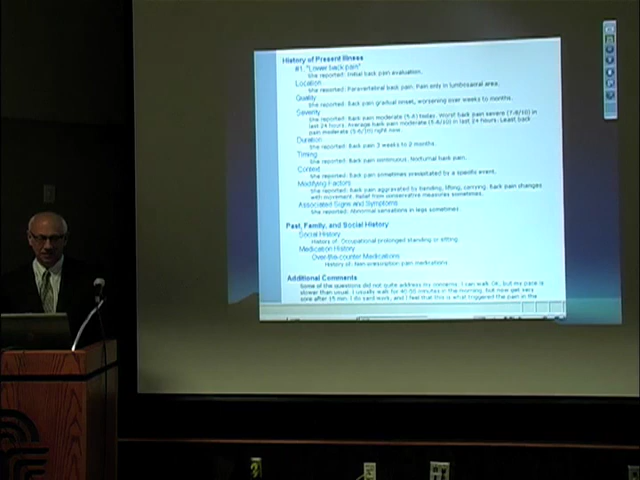 History of Present Illness
#1. "Lower back pain"
She reported: Initial back pain evaluation.
Location
She reported: Paravertebral back pain. Pain only in lumbosacral area.
Quality
She reported: Back pain gradual onset, worsening over weeks to months.
Severity
She reported: Back pain moderate (5-6) today. Worst back pain severe (7-8/10) in
last 24 hours. Average back pain moderate (5-6/10) in last 24 hours. Least back
pain moderate (5-6/10) right now.
Duration
She reported: Back pain 2 weeks to 2 months.
Timing
She reported: Back pain continuous. Nocturnal back pain.
Context
She reported: Back pain sometimes precipitated by a specific event.
Modifying Factors
She reported: Back pain aggravated by bending, lifting, carrying. Back pain changes
with movement. Relief from conservative measures sometimes.
Associated Signs and Symptoms
She reported: Abnormal sensations in legs sometimes.
Past, Family, and Social History
Social History
History of: Occupational prolonged standing or sitting
Medication History
Over-the-counter Medications
History of: Non-prescription pain medications
Additional Comments
Some of the questions did not quite address my concerns. I can walk OK, but my pace is
slower than usual. I usually walk for minutes in the morning, but now get very
sore after 15 min. I do yard work, and I feel that this is what triggered the pain in the